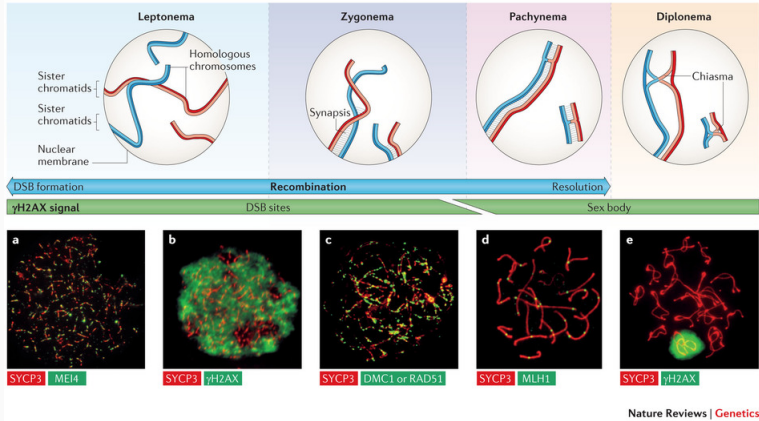 Leptonema
Zygonema
Pachynema
Diplonema
Homologous
chromosomes
Sister
chromatids
Sister
chromatids
Nuclear
membrane
Synapsis
Chiasma
DSB formation
Recombination
Resolution
γH2AX signal
DSB sites
Sex body
a
b
c
d
e
SYCP3 MEI4
SYCP3 γH2AX
SYCP3 DMC1 or RAD51
SYCP3 MLH1
SYCP3 γH2AX
Nature Reviews | Genetics